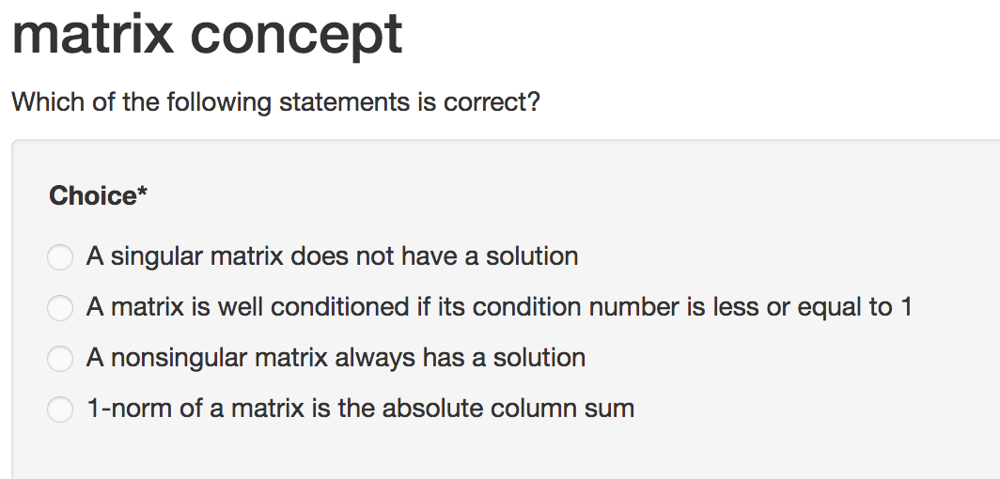 matrix concept
Which of the following statements is correct?
Choice*
A singular matrix does not have a solution
A matrix is well conditioned if its condition number is less or equal to 1
A nonsingular matrix always has a solution
1-norm of a matrix is the absolute column sum